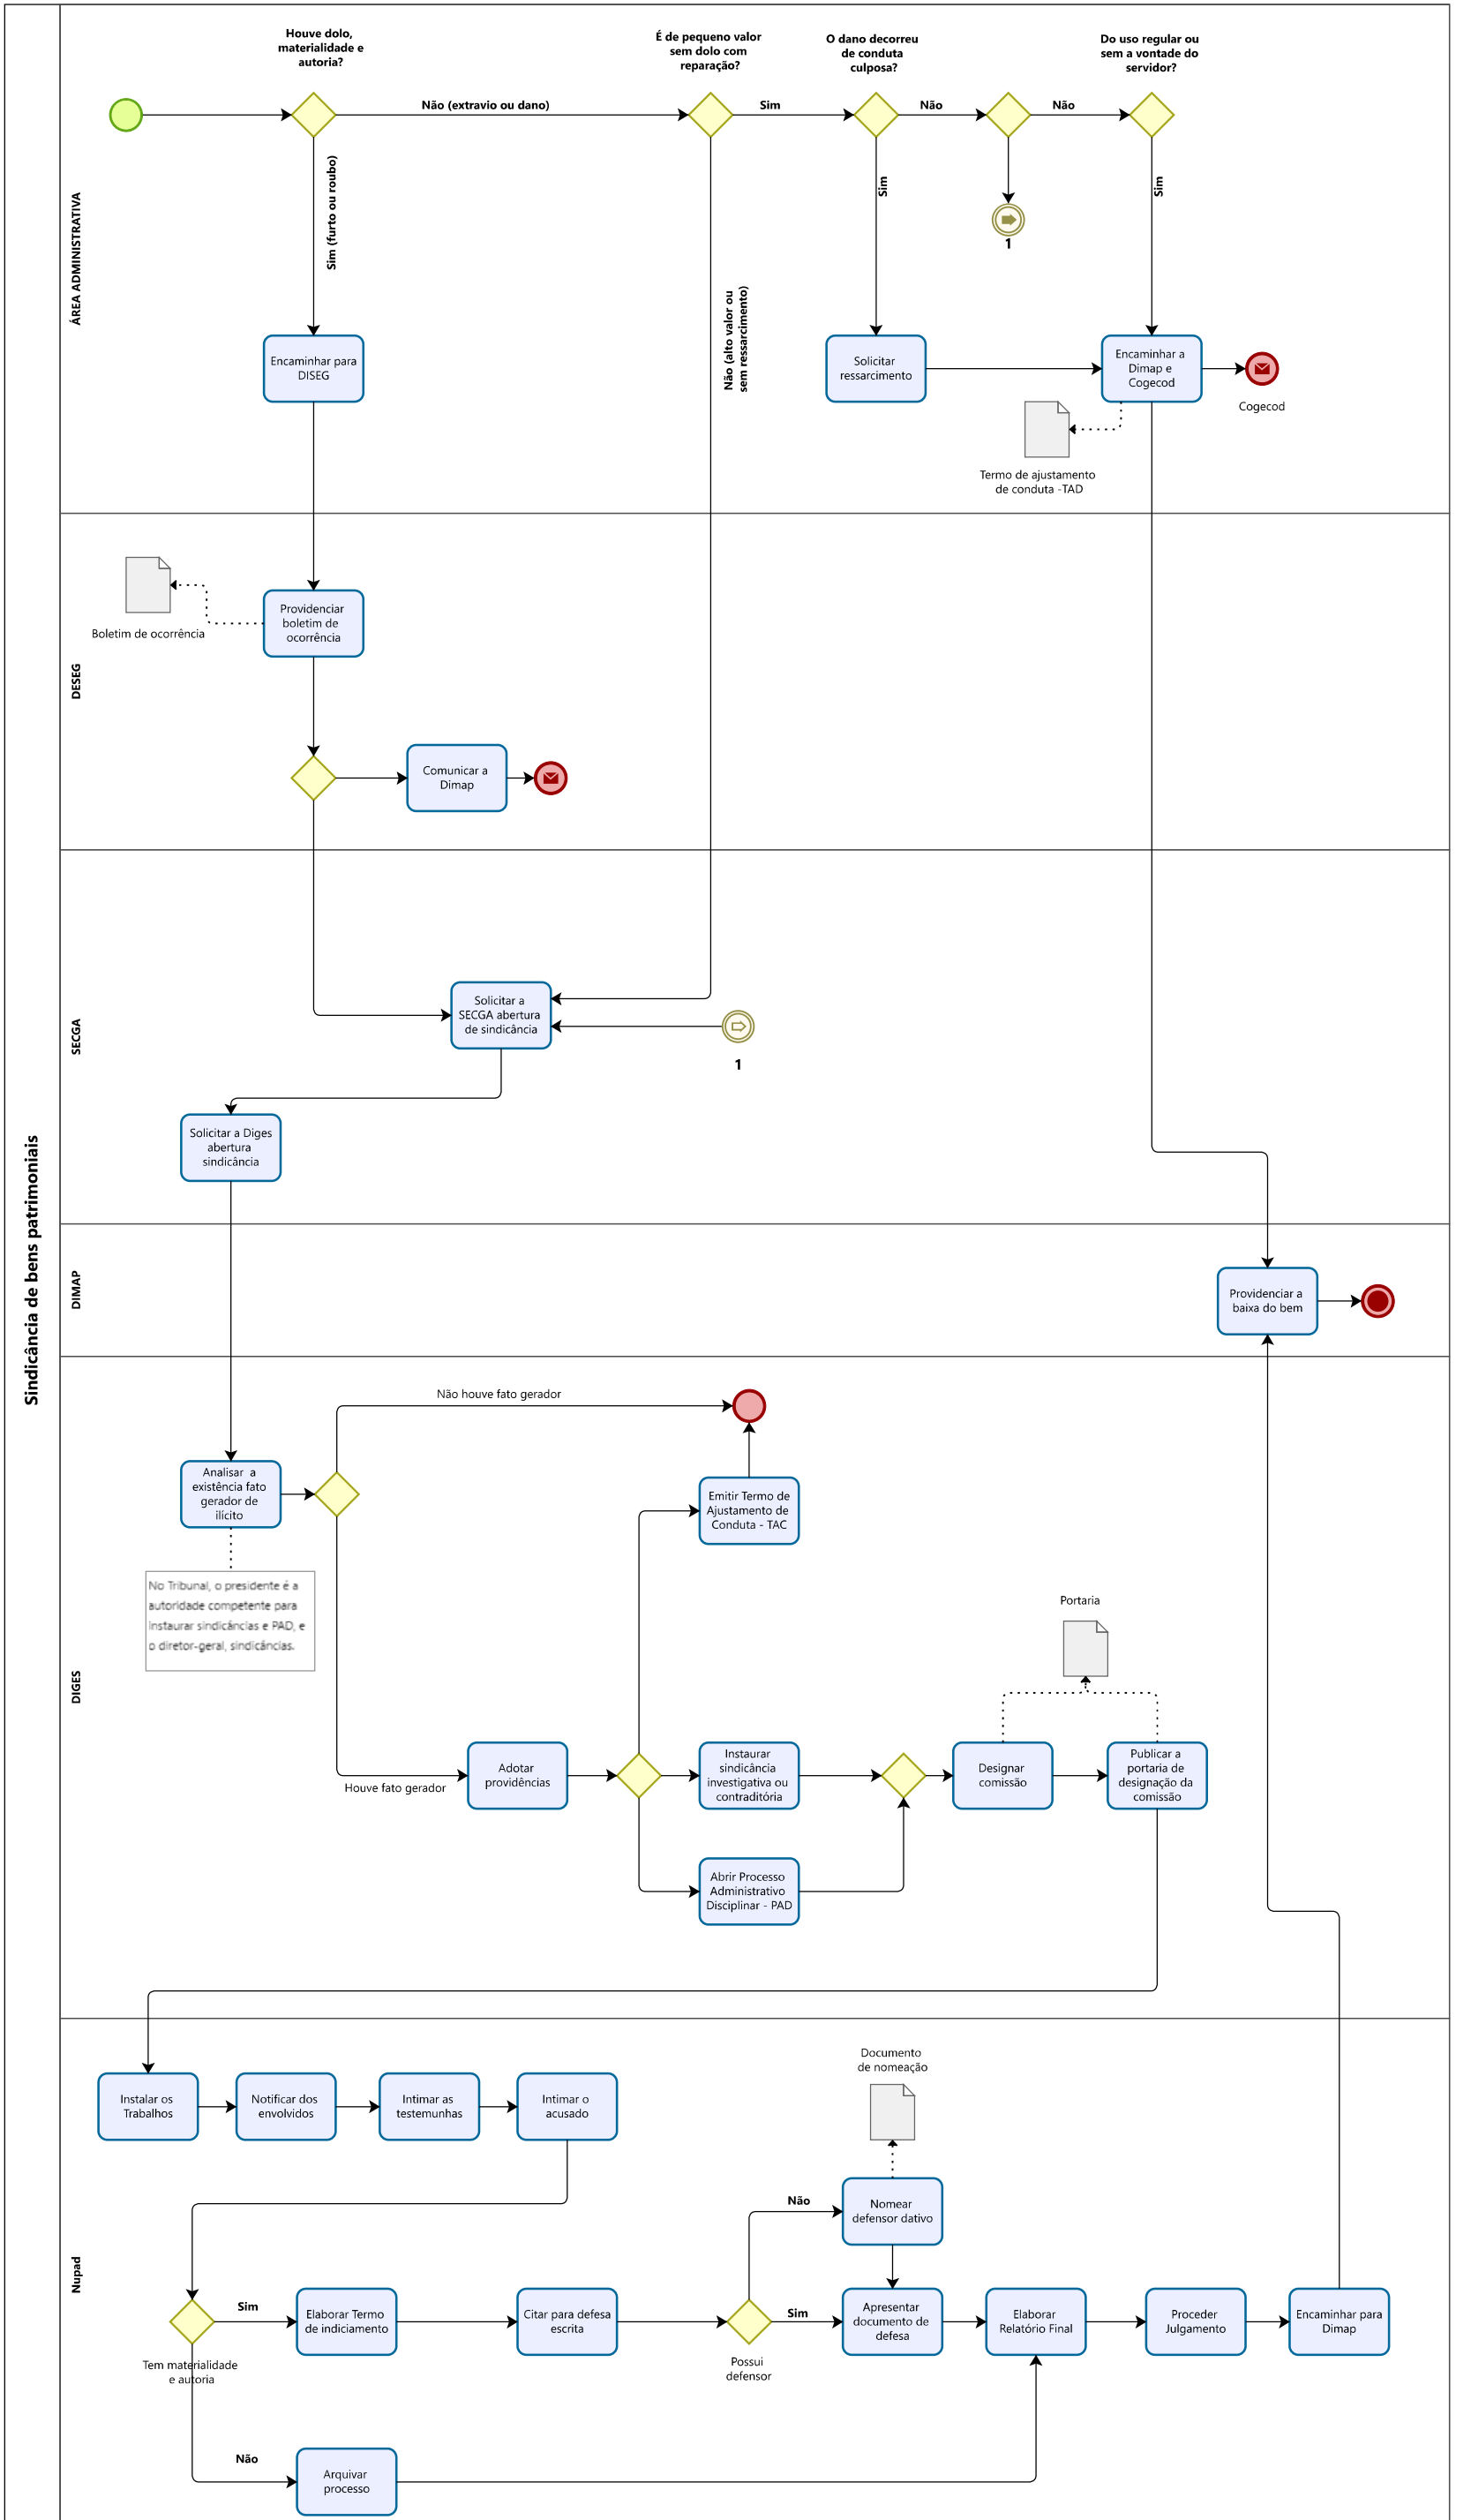 Sindicância de bens patrimoniais
ÁREA ADMINISTRATIVA
Houve dolo,
materialidade e
autoria?
É de pequeno valor
sem dolo com
reparação?
O dano decorreu
de conduta
culposa?
Do uso regular ou
sem a vontade do
servidor?
Não (extravio ou dano)
Sim
Não
Não
Sim (furto ou roubo)
Sim
Sim
1
Não (alto valor ou
sem ressarcimento)
Encaminhar para
DISEG
Solicitar
ressarcimento
Encaminhar a
Dimap e
Cogecod
Cogecod
Termo de ajustamento
de conduta -TAD
DESEG
Providenciar
boletim de
ocorrência
Boletim de ocorrência
Comunicar a
Dimap
SECGA
Solicitar a
SECGA abertura
de sindicância
1
Solicitar a Diges
abertura
sindicância
DIMAP
Providenciar a
baixa do bem
DIGES
Não houve fato gerador
Analisar a
existência fato
gerador de
ilícito
Emitir Termo de
Ajustamento de
Conduta - TAC
No Tribunal, o presidente é a
autoridade competente para
instaurar sindicâncias e PAD, e
o diretor-geral, sindicâncias.
Portaria
Houve fato gerador
Adotar
providências
Instaurar
sindicância
investigativa ou
contraditória
Designar
comissão
Publicar a
portaria de
designação da
comissão
Abrir Processo
Administrativo
Disciplinar - PAD
Nupad
Instalar os
Trabalhos
Notificar dos
envolvidos
Intimar as
testemunhas
Intimar o
acusado
Documento
de nomeação
Não
Nomear
defensor dativo
Sim
Tem materialidade
e autoria
Elaborar Termo
de indiciamento
Citar para defesa
escrita
Possui
defensor
Sim
Apresentar
documento de
defesa
Elaborar
Relatório Final
Proceder
Julgamento
Encaminhar para
Dimap
Não
Arquivar
processo